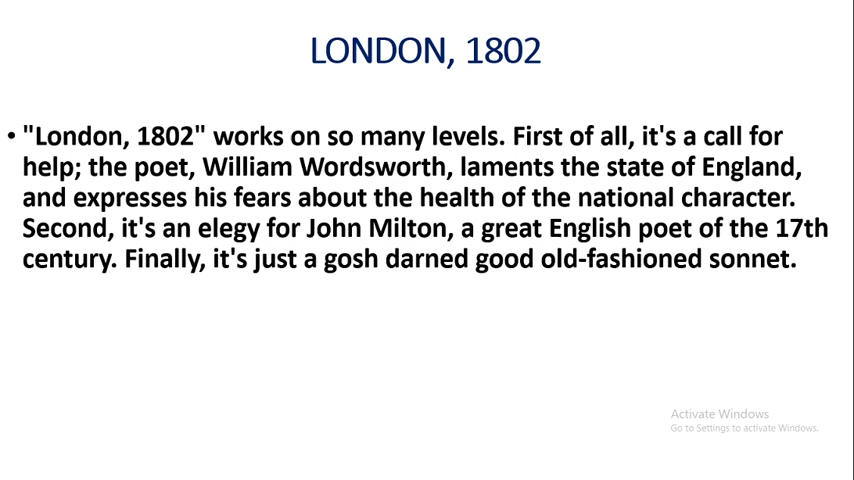 LONDON, 1802
• "London, 1802" works on so many levels. First of all, it's a call for
help; the poet, William Wordsworth, laments the state of England,
and expresses his fears about the health of the national character.
Second, it's an elegy for John Milton, a great English poet of the 17th
century. Finally, it's just a gosh darned good old-fashioned sonnet.
Activate Windows
Go to Settings to activate Windows.